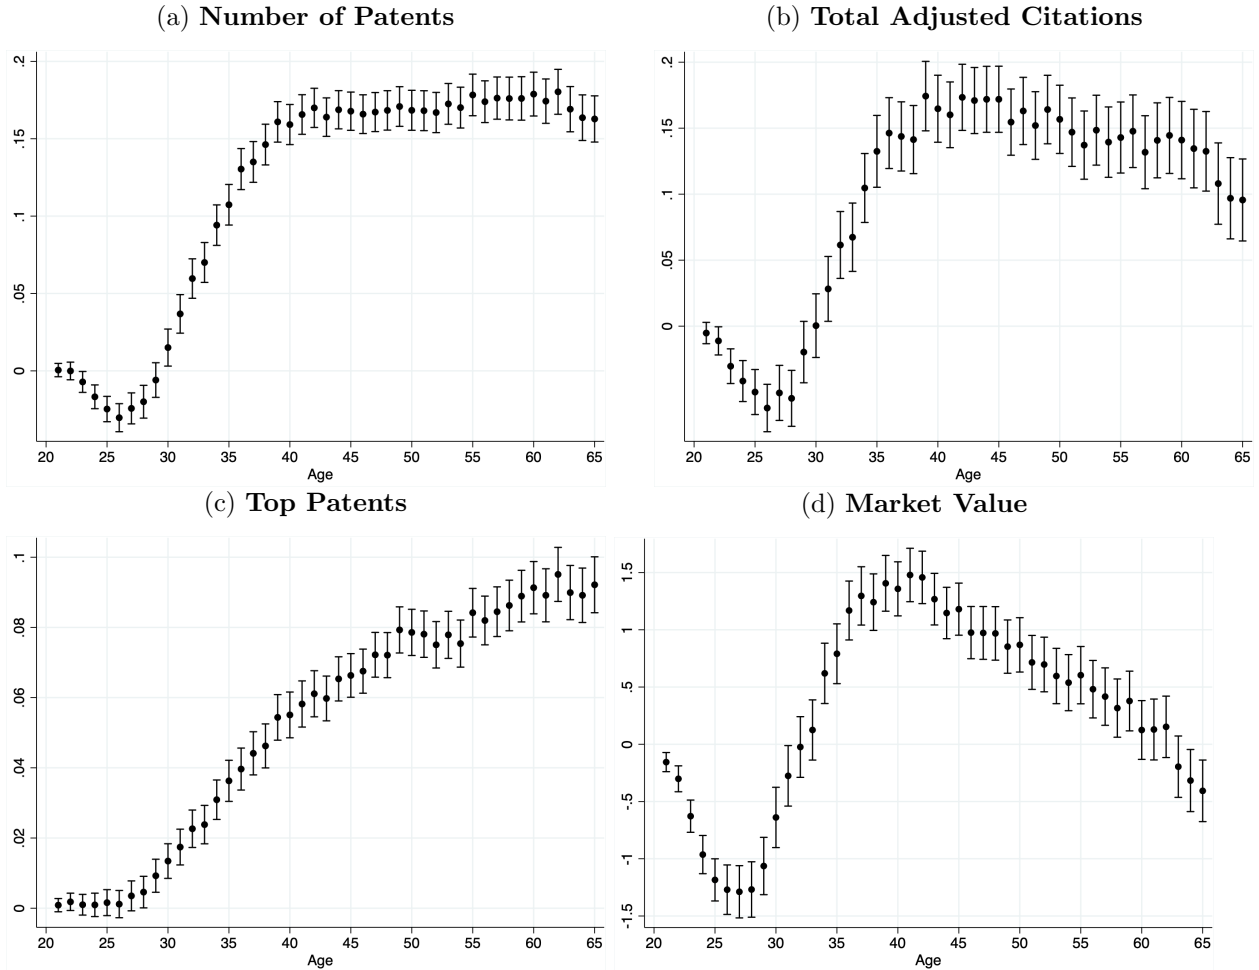 (a) Number of Patents
.2
.15
.1
.05
0
20 25 30 35 40 45 50 55 60 65
Age
(b) Total Adjusted Citations
.2
.15
.1
.05
0
20 25 30 35 40 45 50 55 60 65
Age
(c) Top Patents
.1
.08
.06
.04
.02
0
20 25 30 35 40 45 50 55 60 65
Age
(d) Market Value
1.5
1
.5
0
-.5
-1
-1.5
20 25 30 35 40 45 50 55 60 65
Age